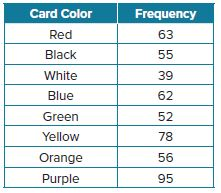 Card Color Frequency
Red 63
Black 55
White 39
Blue 62
Green 52
Yellow 78
Orange 56
Purple 95